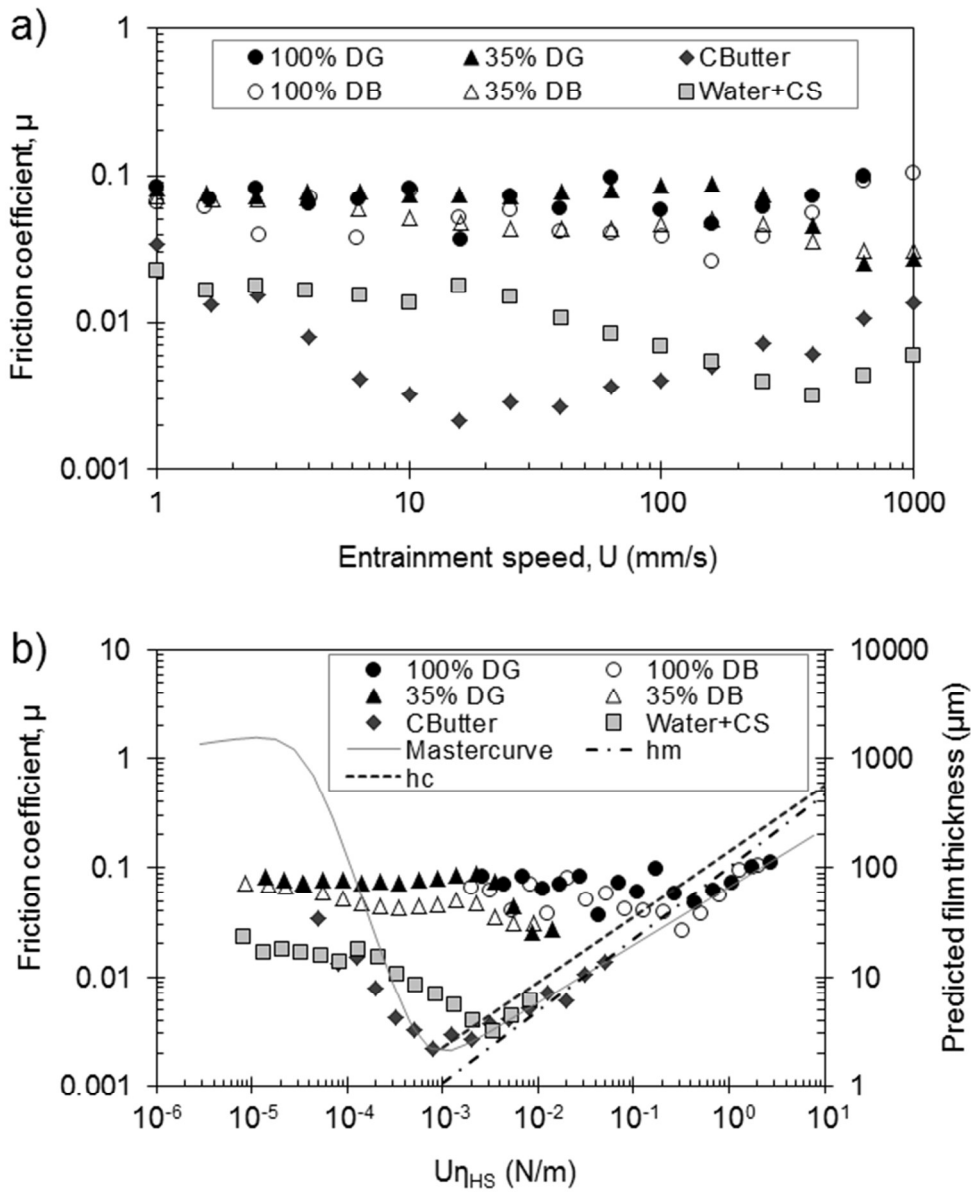 a)
1
0.1
0.01
0.001
Friction coefficient, μ
100% DG 35% DG CButter
100% DB 35% DB Water+CS
1 10 100 1000
Entrainment speed, U (mm/s)
b)
10
1
0.1
0.01
0.001
Friction coefficient, μ
100% DG 100% DB
35% DG 35% DB
CButter Water+CS
Mastercurve hm
hc
10000
1000
100
10
1
Predicted film thickness (μm)
10⁻⁶ 10⁻⁵ 10⁻⁴ 10⁻³ 10⁻² 10⁻¹ 10⁰ 10¹
UηHS (N/m)